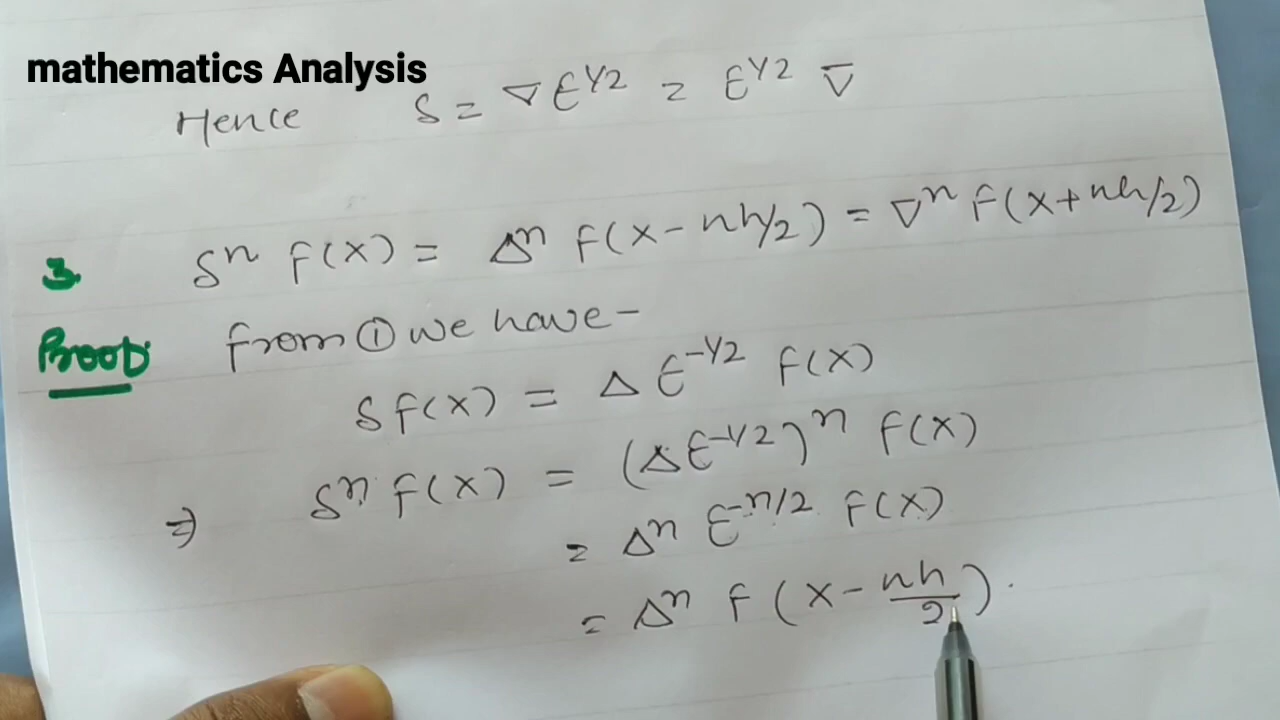 mathematics Analysis
Hence δ = ∇ E^1/2 = E^1/2 ∇
3. δ^n f(x) = Δ^n f(x - nh/2) = ∇^n f(x + nh/2)
Proof: from ① we have -
δ f(x) = Δ E^-1/2 f(x)
⇒ δ^n f(x) = (Δ E^-1/2)^n f(x)
= Δ^n E^-n/2 f(x)
= Δ^n f(x - nh/2).